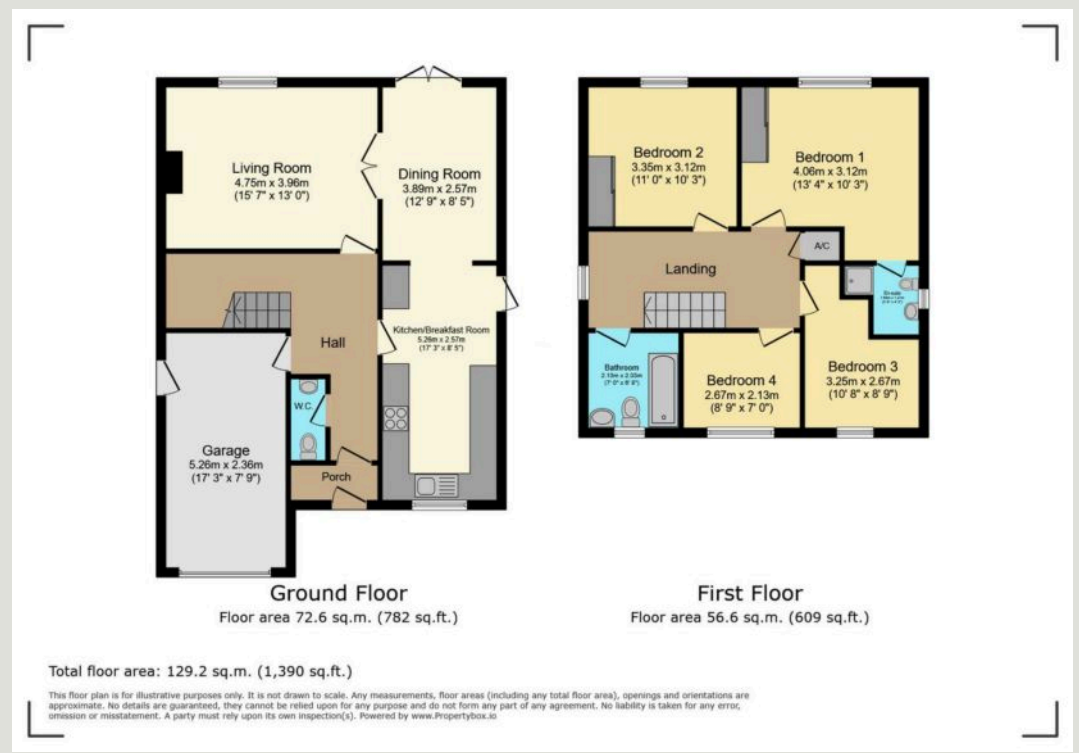 Living Room
4.75m x 3.96m
(15' 7" x 13' 0")
Dining Room
3.89m x 2.57m
(12' 9" x 8' 5")
Hall
Kitchen/Breakfast Room
5.26m x 2.57m
(17' 3" x 8' 5")
W.C.
Garage
5.26m x 2.36m
(17' 3" x 7' 9")
Porch
Ground Floor
Floor area 72.6 sq.m. (782 sq.ft.)
Bedroom 2
3.35m x 3.12m
(11' 0" x 10' 3")
Bedroom 1
4.06m x 3.12m
(13' 4" x 10' 3")
A/C
Landing
En-suite
Bathroom
2.13m x 2.03m
(7' 0" x 6' 8")
Bedroom 4
2.67m x 2.13m
(8' 9" x 7' 0")
Bedroom 3
3.25m x 2.67m
(10' 8" x 8' 9")
First Floor
Floor area 56.6 sq.m. (609 sq.ft.)
Total floor area: 129.2 sq.m. (1,390 sq.ft.)
This floor plan is for illustrative purposes only. It is not drawn to scale. Any measurements, floor areas (including any total floor area), openings and orientations are
approximate. No details are guaranteed, they cannot be relied upon for any purpose and do not form any part of any agreement. No liability is taken for any error,
omission or misstatement. A party must rely upon its own inspection(s). Powered by www.Propertybox.io